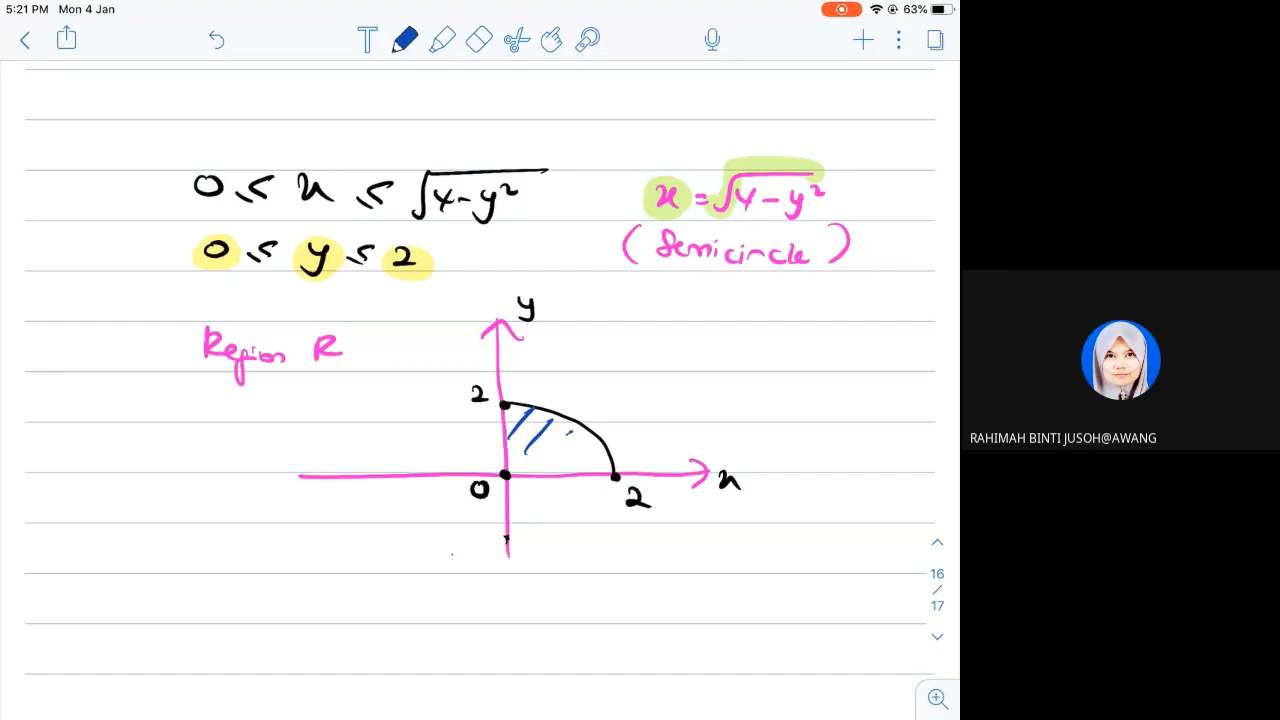 5:21 PM Mon 4 Jan
63%
0 ≤ x ≤ √4-y²
x = √4-y²
0 ≤ y ≤ 2
(Semicircle)
y
Region R
2
0
x
2
16
/
17
RAHIMAH BINTI JUSOH@AWANG